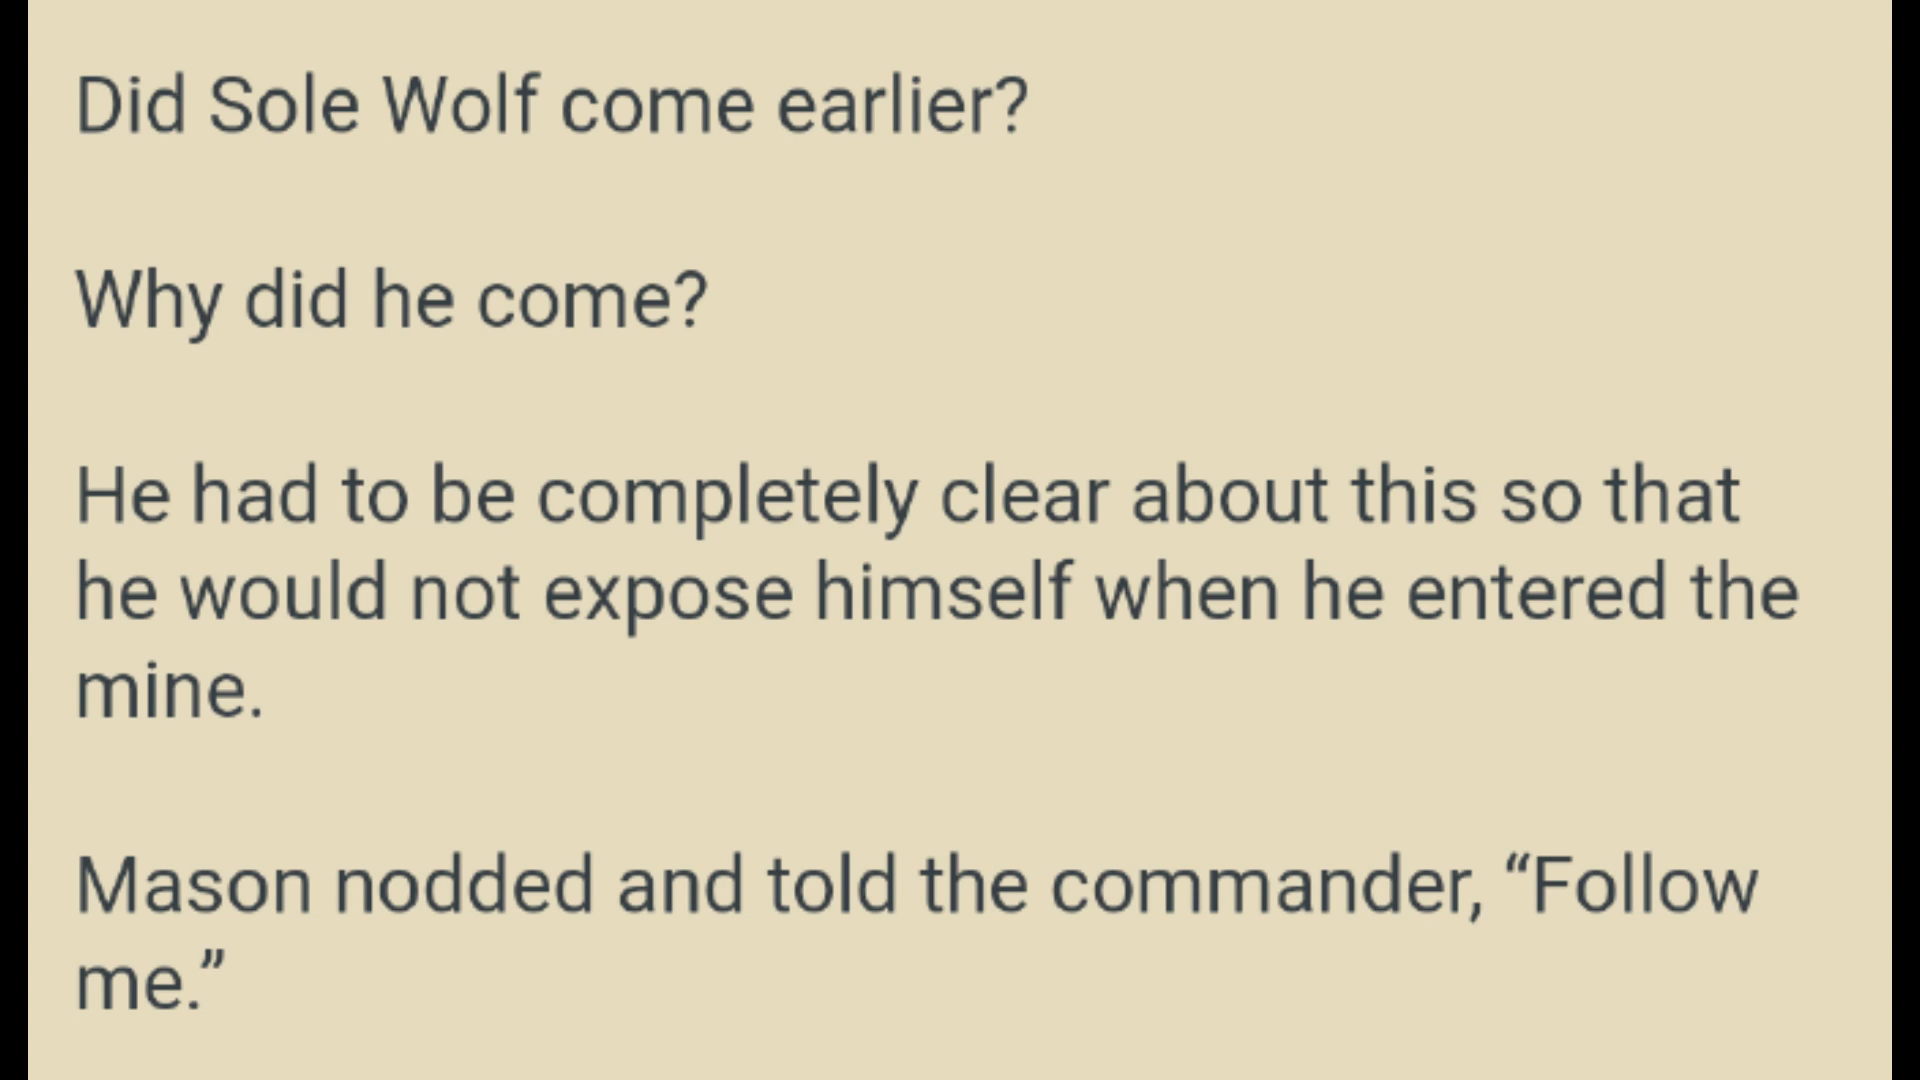 Did Sole Wolf come earlier?
Why did he come?
He had to be completely clear about this so that
he would not expose himself when he entered the
mine.
Mason nodded and told the commander, “Follow
me.”